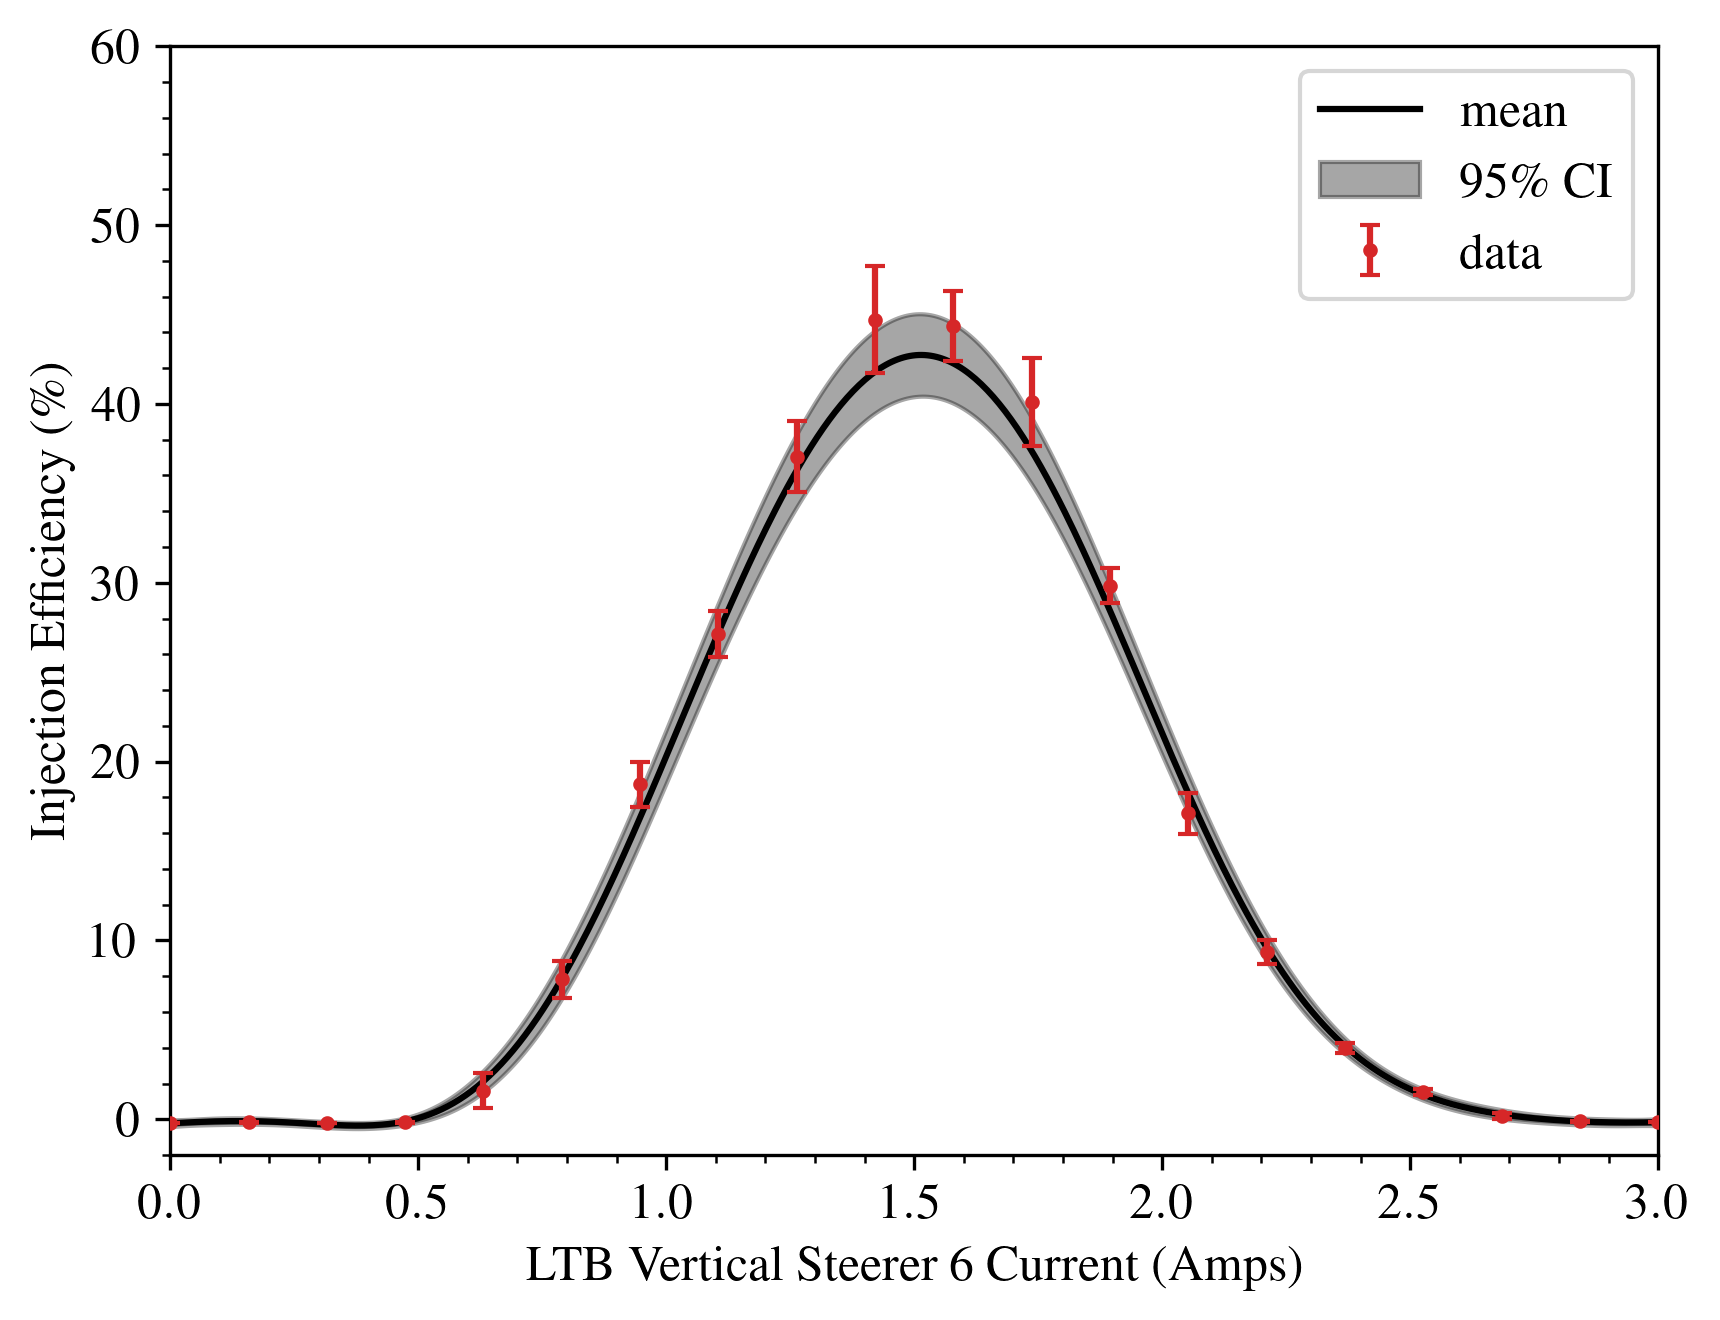 60
50
40
30
20
10
0
Injection Efficiency (%)
mean
95% CI
data
0.0 0.5 1.0 1.5 2.0 2.5 3.0
LTB Vertical Steerer 6 Current (Amps)